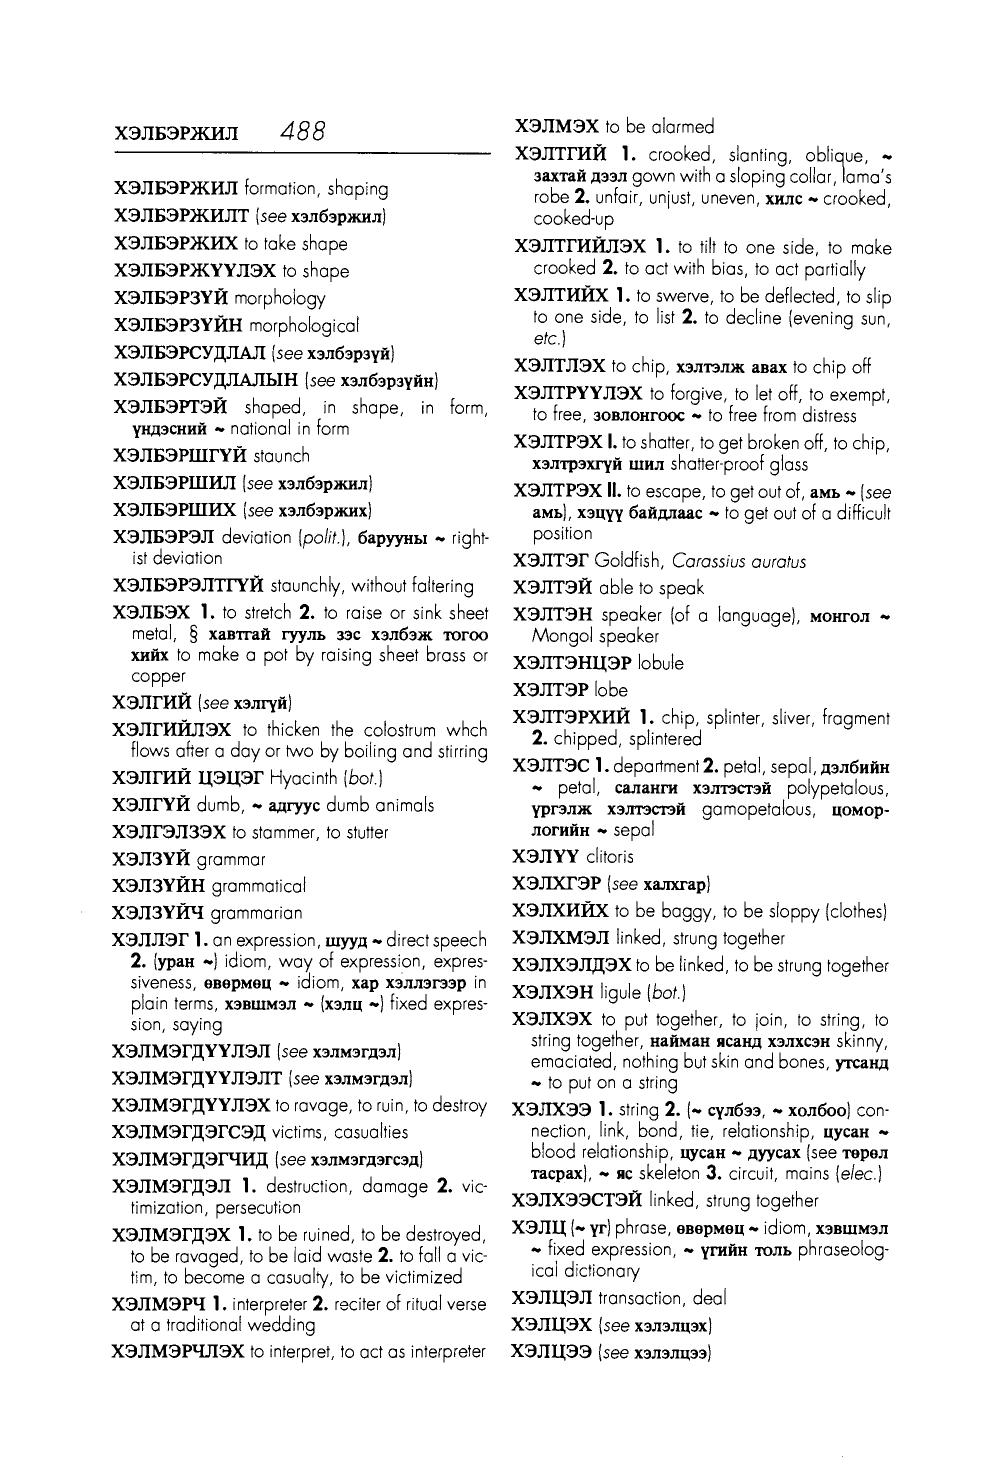 ХЭЛБЭРЖИЛ 488
ХЭЛБЭРЖИЛ formation, shaping
ХЭЛБЭРЖИЛТ (see хэлбэржил)
ХЭЛБЭРЖИХ to take shape
ХЭЛБЭРЖҮҮЛЭХ to shape
ХЭЛБЭРЗҮЙ morphology
ХЭЛБЭРЗҮЙН morphological
ХЭЛБЭРСУДЛАЛ (see хэлбэрзүй)
ХЭЛБЭРСУДЛАЛЫН (see хэлбэрзүйн)
ХЭЛБЭРТЭЙ shaped, in shape, in form,
үндэсний ~ national in form
ХЭЛБЭРШГҮЙ staunch
ХЭЛБЭРШИЛ (see хэлбэржил)
ХЭЛБЭРШИХ (see хэлбэржих)
ХЭЛБЭРЭЛ deviation (polit.), барууны ~ right-
ist deviation
ХЭЛБЭРЭЛТГҮЙ staunchly, without faltering
ХЭЛБЭХ 1. to stretch 2. to raise or sink sheet
metal, § хавтгай гууль зэс хэлбэж тогоо
хийх to make a pot by raising sheet brass or
copper
ХЭЛГИЙ (see хэлгүй)
ХЭЛГИЙЛЭХ to thicken the colostrum whch
flows after a day or two by boiling and stirring
ХЭЛГИЙ ЦЭЦЭГ Hyacinth (bot.)
ХЭЛГҮЙ dumb, ~ адгуус dumb animals
ХЭЛГЭЛЗЭХ to stammer, to stutter
ХЭЛЗҮЙ grammar
ХЭЛЗҮЙН grammatical
ХЭЛЗҮЙЧ grammarian
ХЭЛЛЭГ 1. an expression, шууд ~ direct speech
2. (уран ~) idiom, way of expression, expres-
siveness, өвөрмөц ~ idiom, хар хэллэгээр in
plain terms, хэвшмэл ~ (хэлц ~) fixed expres-
sion, saying
ХЭЛМЭГДҮҮЛЭЛ (see хэлмэгдэл)
ХЭЛМЭГДҮҮЛЭЛТ (see хэлмэгдэл)
ХЭЛМЭГДҮҮЛЭХ to ravage, to ruin, to destroy
ХЭЛМЭГДЭГСЭД victims, casualties
ХЭЛМЭГДЭГЧИД (see хэлмэгдэгсэд)
ХЭЛМЭГДЭЛ 1. destruction, damage 2. vic-
timization, persecution
ХЭЛМЭГДЭХ 1. to be ruined, to be destroyed,
to be ravaged, to be laid waste 2. to fall a vic-
tim, to become a casualty, to be victimized
ХЭЛМЭРЧ 1. interpreter 2. reciter of ritual verse
at a traditional wedding
ХЭЛМЭРЧЛЭХ to interpret, to act as interpreter
ХЭЛМЭХ to be alarmed
ХЭЛТГИЙ 1. crooked, slanting, oblique, ~
захтай дээл gown with a sloping collar, lama's
robe 2. unfair, unjust, uneven, хилс ~ crooked,
cooked-up
ХЭЛТГИЙЛЭХ 1. to tilt to one side, to make
crooked 2. to act with bias, to act partially
ХЭЛТИЙХ 1. to swerve, to be deflected, to slip
to one side, to list 2. to decline (evening sun,
etc.)
ХЭЛТЛЭХ to chip, хэлтэлж авах to chip off
ХЭЛТРҮҮЛЭХ to forgive, to let off, to exempt,
to free, зовлонгоос ~ to free from distress
ХЭЛТРЭХ I. to shatter, to get broken off, to chip,
хэлтрэхгүй шил shatter-proof glass
ХЭЛТРЭХ II. to escape, to get out of, амь ~ (see
амь), хэцүү байдлаас ~ to get out of a difficult
position
ХЭЛТЭГ Goldfish, Carassius auratus
ХЭЛТЭЙ able to speak
ХЭЛТЭН speaker (of a language), монгол ~
Mongol speaker
ХЭЛТЭНЦЭР lobule
ХЭЛТЭР lobe
ХЭЛТЭРХИЙ 1. chip, splinter, sliver, fragment
2. chipped, splintered
ХЭЛТЭС 1. department 2. petal, sepal, дэлбийн
~ petal, саланги хэлтэстэй polypetalous,
үргэлж хэлтэстэй gamopetalous, цомор-
логийн ~ sepal
ХЭЛҮҮ clitoris
ХЭЛХГЭР (see халхгар)
ХЭЛХИЙХ to be baggy, to be sloppy (clothes)
ХЭЛХМЭЛ linked, strung together
ХЭЛХЭЛДЭХ to be linked, to be strung together
ХЭЛХЭН ligule (bot.)
ХЭЛХЭХ to put together, to join, to string, to
string together, найман ясанд хэлхсэн skinny,
emaciated, nothing but skin and bones, утсанд
~ to put on a string
ХЭЛХЭЭ 1. string 2. (~ сүлбээ, ~ холбоо) con-
nection, link, bond, tie, relationship, цусан ~
blood relationship, цусан ~ дуусах (see төрөл
тасрах), ~ яс skeleton 3. circuit, mains (elec.)
ХЭЛХЭЭСТЭЙ linked, strung together
ХЭЛЦ (~ үг) phrase, өвөрмөц ~ idiom, хэвшмэл
~ fixed expression, ~ үгийн толь phraseolog-
ical dictionary
ХЭЛЦЭЛ transaction, deal
ХЭЛЦЭХ (see хэлэлцэх)
ХЭЛЦЭЭ (see хэлэлцээ)